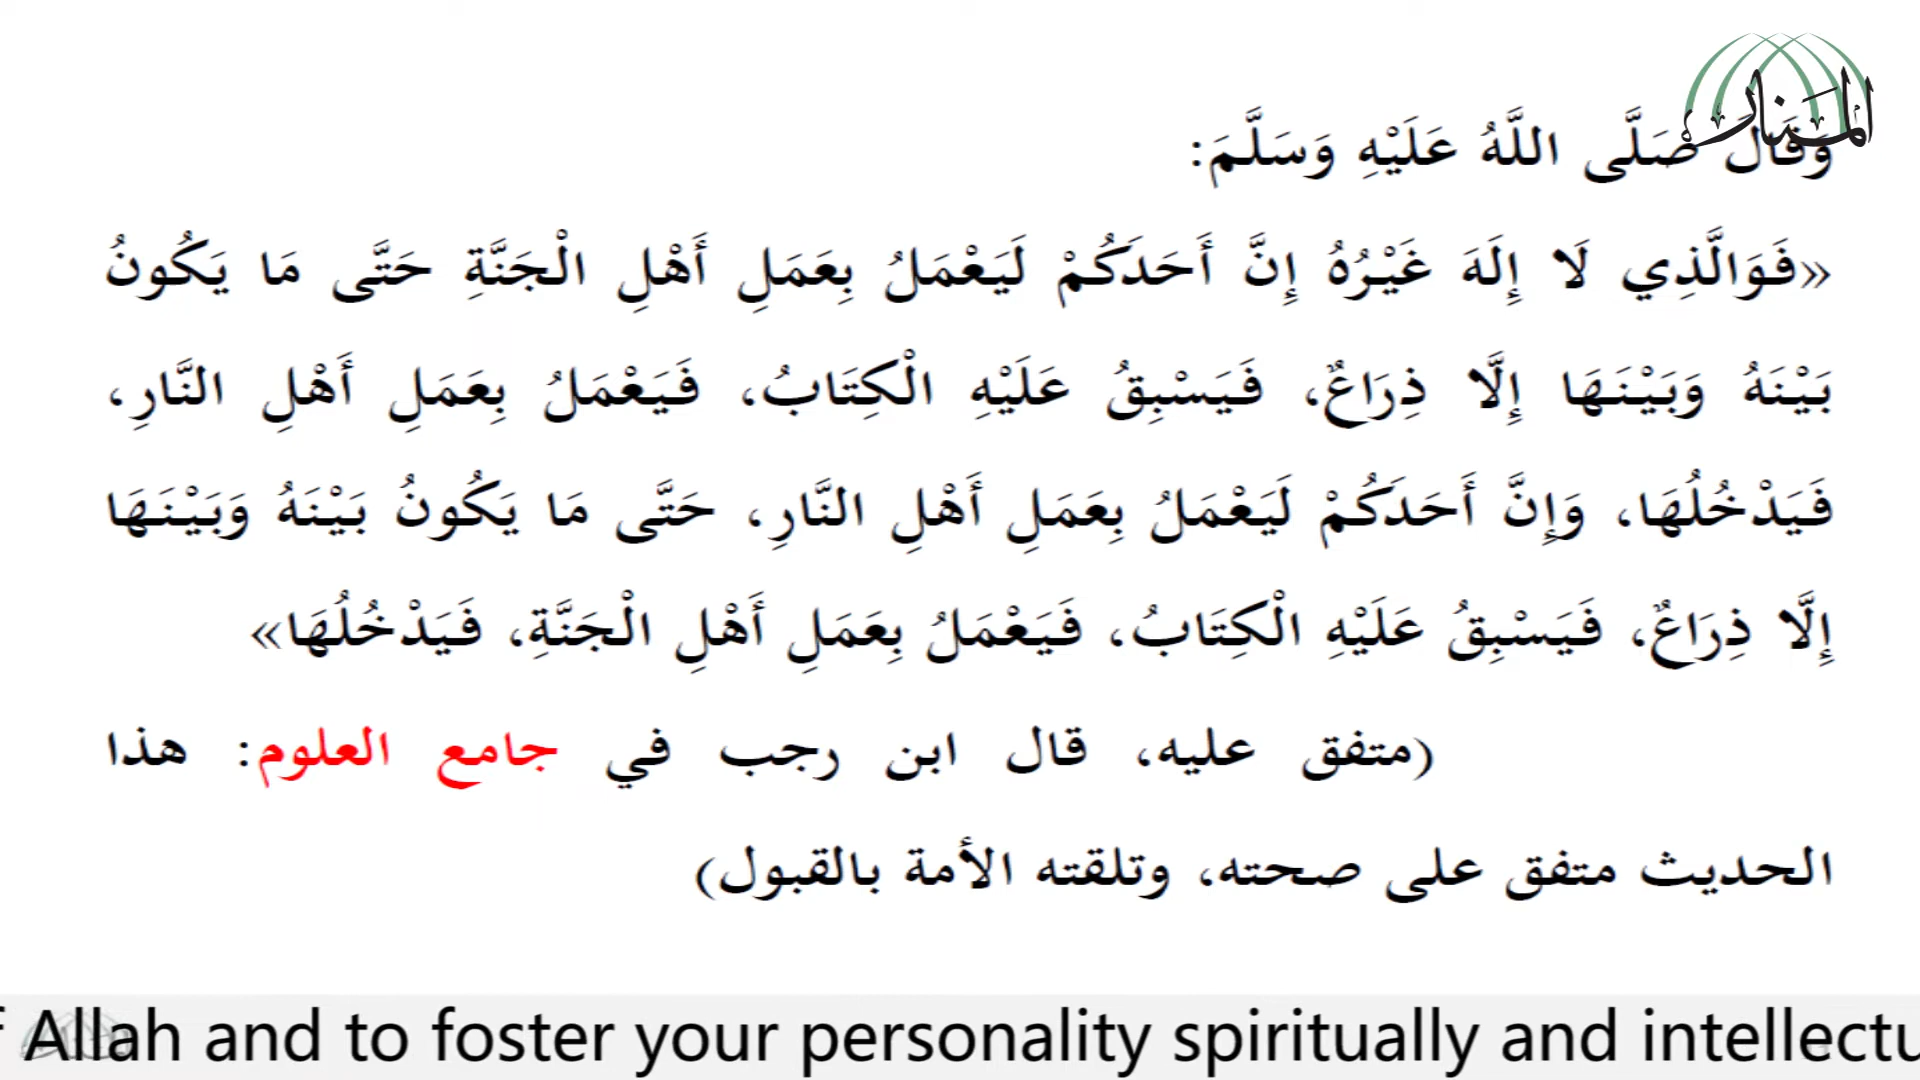 المنار
وَقَالَ صَلَّى اللَّهُ عَلَيْهِ وَسَلَّمَ:
«فَوَالَّذِي لَا إِلَهَ غَيْرُهُ إِنَّ أَحَدَكُمْ لَيَعْمَلُ بِعَمَلِ أَهْلِ الْجَنَّةِ حَتَّى مَا يَكُونُ
بَيْنَهُ وَبَيْنَهَا إِلَّا ذِرَاعٌ، فَيَسْبِقُ عَلَيْهِ الْكِتَابُ، فَيَعْمَلُ بِعَمَلِ أَهْلِ النَّارِ،
فَيَدْخُلُهَا، وَإِنَّ أَحَدَكُمْ لَيَعْمَلُ بِعَمَلِ أَهْلِ النَّارِ، حَتَّى مَا يَكُونُ بَيْنَهُ وَبَيْنَهَا
إِلَّا ذِرَاعٌ، فَيَسْبِقُ عَلَيْهِ الْكِتَابُ، فَيَعْمَلُ بِعَمَلِ أَهْلِ الْجَنَّةِ، فَيَدْخُلُهَا»
(متفق عليه، قال ابن رجب في جامع العلوم: هذا
الحديث متفق على صحته، وتلقته الأمة بالقبول)
Allah and to foster your personality spiritually and intellectu